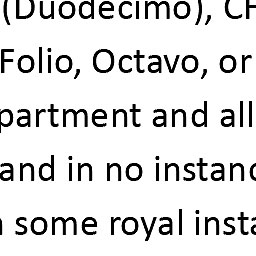 (Duodecimo), CH
Folio, Octavo, or
partment and all
and in no instanc
some royal insta